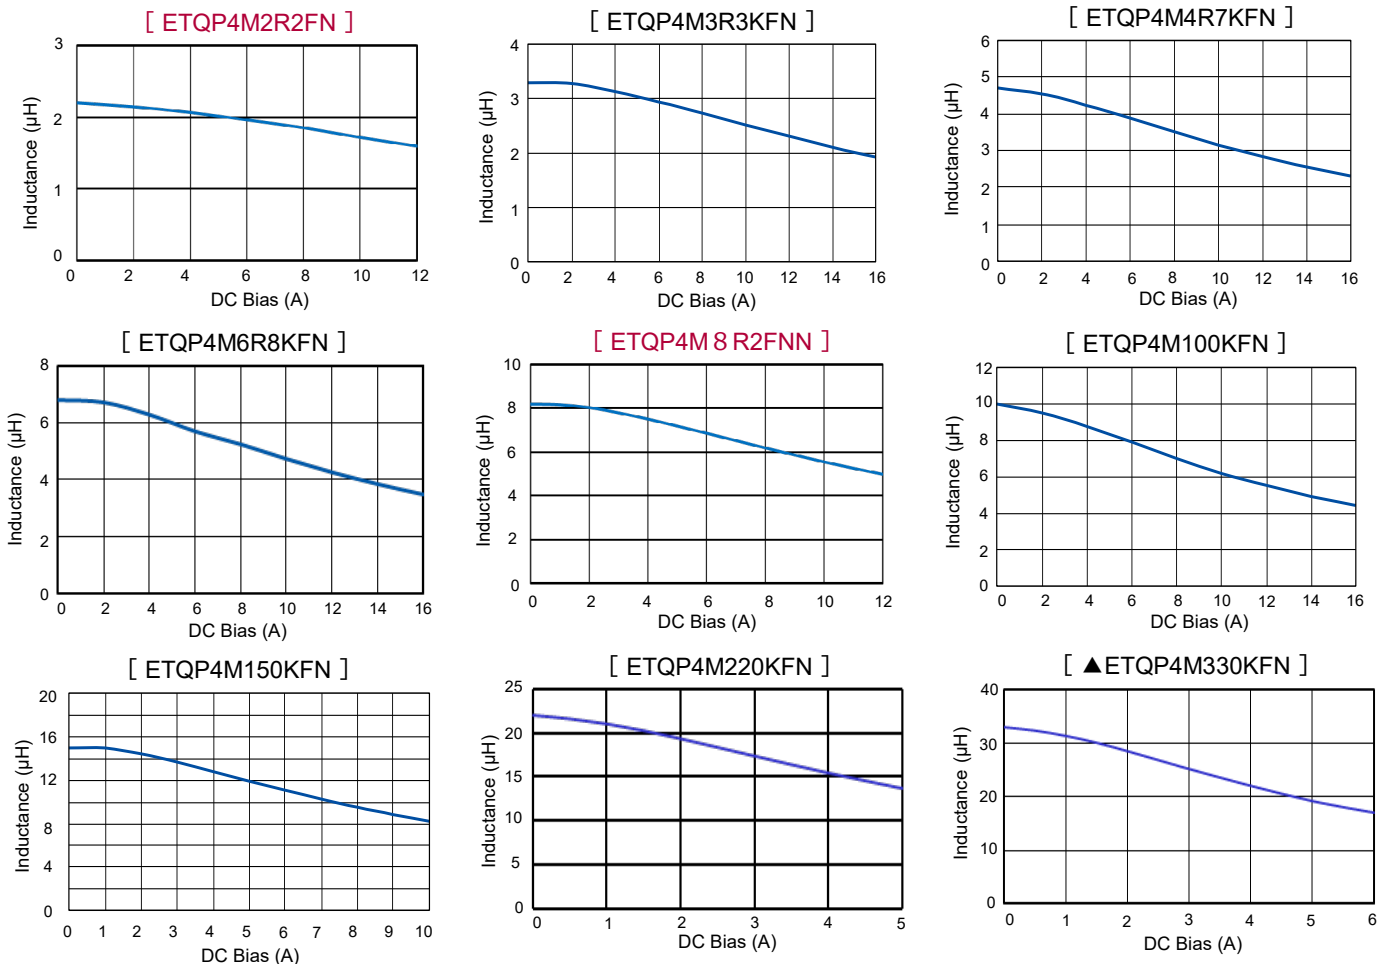 [ ETQP4M2R2FN ]
3
2
1
0
Inductance (µH)
0 2 4 6 8 10 12
DC Bias (A)
[ ETQP4M3R3KFN ]
4
3
2
1
0
Inductance (µH)
0 2 4 6 8 10 12 14 16
DC Bias (A)
[ ETQP4M4R7KFN ]
6
5
4
3
2
1
0
Inductance (µH)
0 2 4 6 8 10 12 14 16
DC Bias (A)
[ ETQP4M6R8KFN ]
8
6
4
2
0
Inductance (µH)
0 2 4 6 8 10 12 14 16
DC Bias (A)
[ ETQP4M８R2FNN ]
10
8
6
4
2
0
Inductance (µH)
0 2 4 6 8 10 12
DC Bias (A)
[ ETQP4M100KFN ]
12
10
8
6
4
2
0
Inductance (µH)
0 2 4 6 8 10 12 14 16
DC Bias (A)
[ ETQP4M150KFN ]
20
16
12
8
4
0
Inductance (µH)
0 1 2 3 4 5 6 7 8 9 10
DC Bias (A)
[ ETQP4M220KFN ]
25
20
15
10
5
0
Inductance (µH)
0 1 2 3 4 5
DC Bias (A)
[ ▲ETQP4M330KFN ]
40
30
20
10
0
Inductance (µH)
0 1 2 3 4 5 6
DC Bias (A)